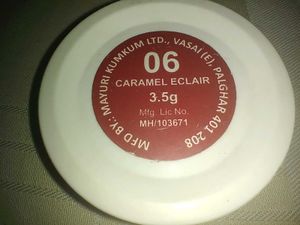 06
CARAMEL ECLAIR
3.5g
Mfg. Lic No.
MH/103671
MFD BY., MAYURI KUMKUM LTD., VASAI (E), PALGHAR 401 208